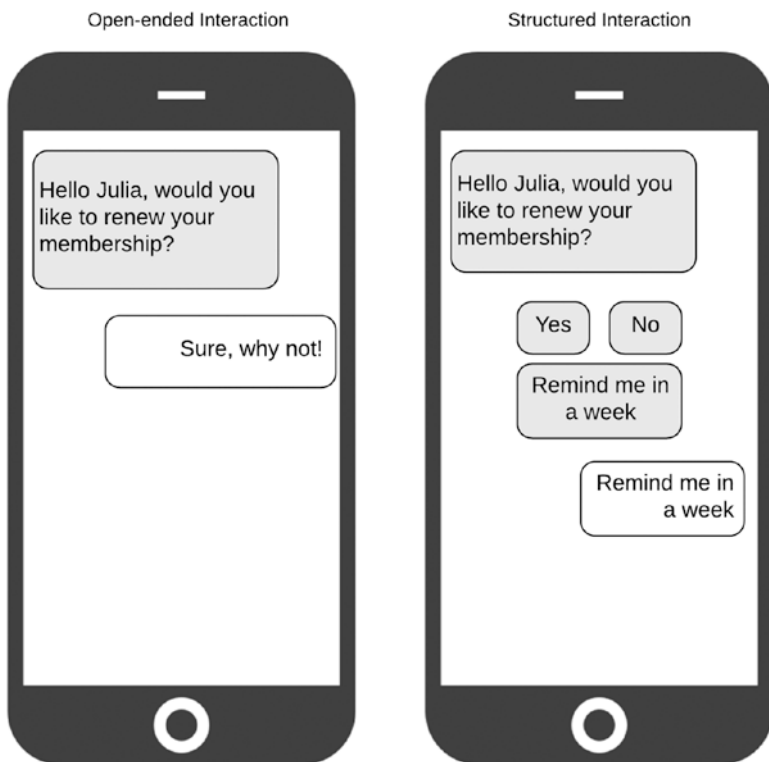 Open-ended Interaction
Hello Julia, would you
like to renew your
membership?
Sure, why not!
Structured Interaction
Hello Julia, would you
like to renew your
membership?
Yes
No
Remind me in
a week
Remind me in
a week